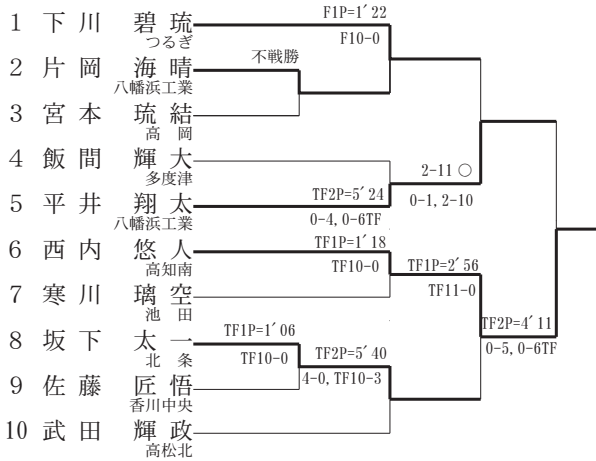 F1P=1´22
1 下川 碧琉
つるぎ
F10-0
不戦勝
2 片岡 海晴
八幡浜工業
3 宮本 琉結
高岡
4 飯間 輝大
多度津
2-11 ○
TF2P=5´24
5 平井 翔太
八幡浜工業
0-4, 0-6TF
0-1, 2-10
TF1P=1´18
6 西内 悠人
高知南
TF10-0
TF1P=2´56
TF11-0
7 寒川 璃空
池田
TF1P=1´06
TF2P=4´11
8 坂下 太一
北条
TF10-0
TF2P=5´40
0-5, 0-6TF
4-0, TF10-3
9 佐藤 匠悟
香川中央
10 武田 輝政
高松北